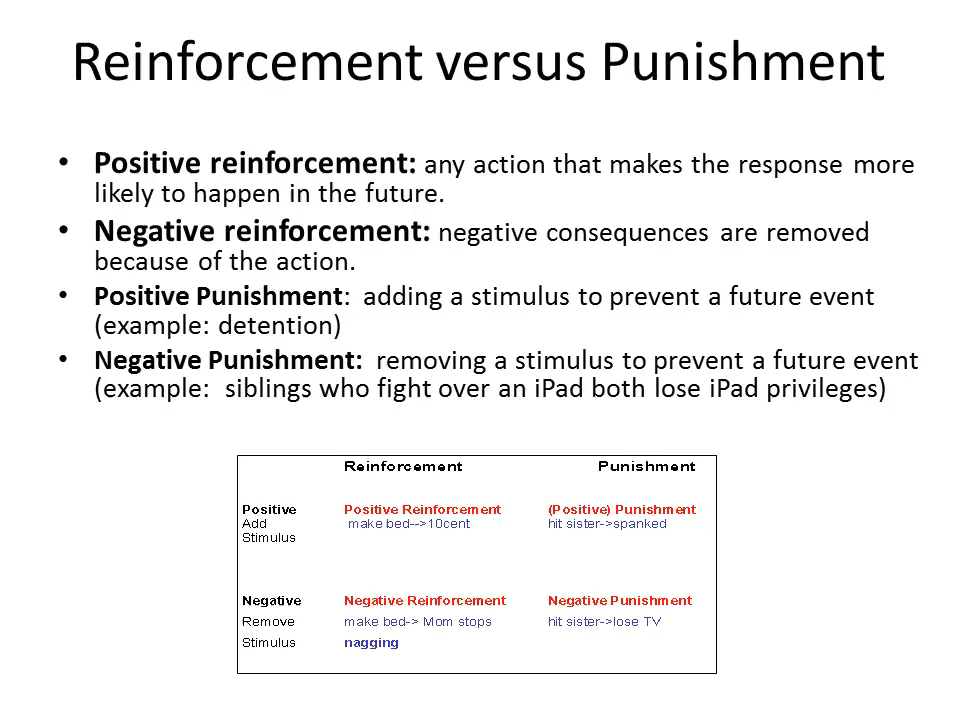 Reinforcement versus Punishment
• Positive reinforcement: any action that makes the response more
likely to happen in the future.
• Negative reinforcement: negative consequences are removed
because of the action.
• Positive Punishment: adding a stimulus to prevent a future event
(example: detention)
• Negative Punishment: removing a stimulus to prevent a future event
(example: siblings who fight over an iPad both lose iPad privileges)
Reinforcement Punishment
Positive Positive Reinforcement (Positive) Punishment
Add make bed-->10cent hit sister->spanked
Stimulus
Negative Negative Reinforcement Negative Punishment
Remove make bed-> Mom stops hit sister->lose TV
Stimulus nagging